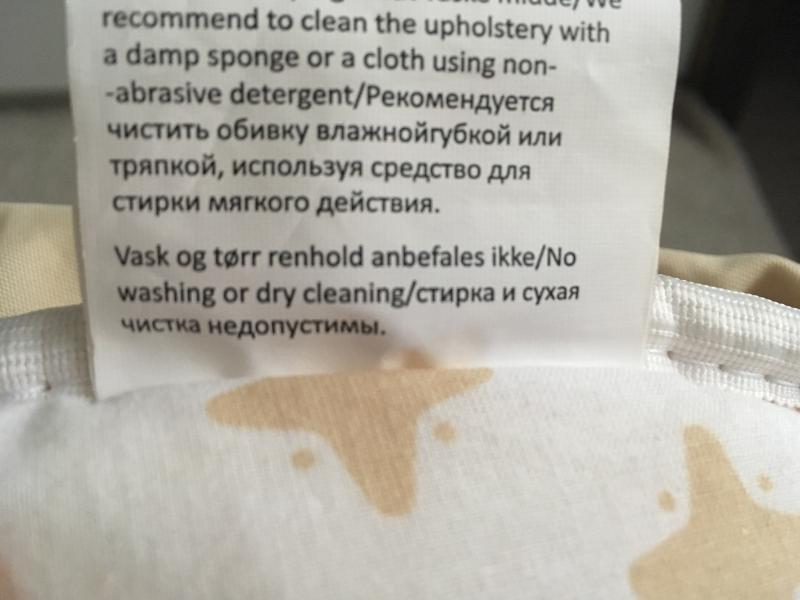 recommend to clean the upholstery with
a damp sponge or a cloth using non-
-abrasive detergent/Рекомендуется
чистить обивку влажнойгубкой или
тряпкой, используя средство для
стирки мягкого действия.
Vask og tørr renhold anbefales ikke/No
washing or dry cleaning/стирка и сухая
чистка недопустимы.